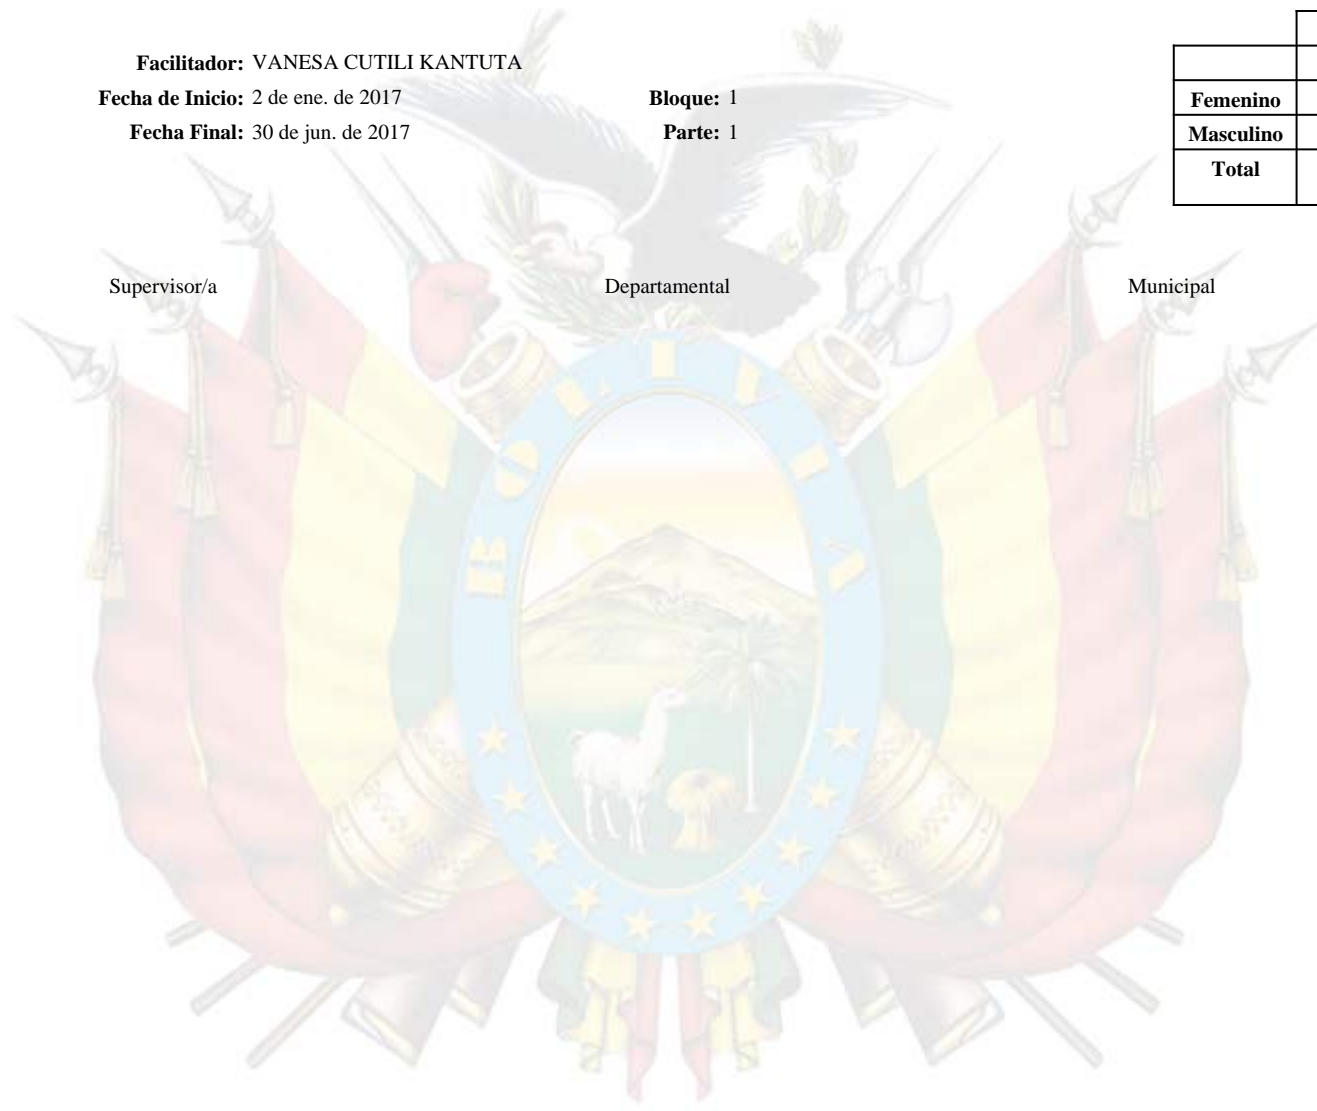 Facilitador: VANESA CUTILI KANTUTA
Fecha de Inicio: 2 de ene. de 2017 Bloque: 1
Fecha Final: 30 de jun. de 2017 Parte: 1
Femenino
Masculino
Total
Supervisor/a Departamental Municipal
BOLIVIA